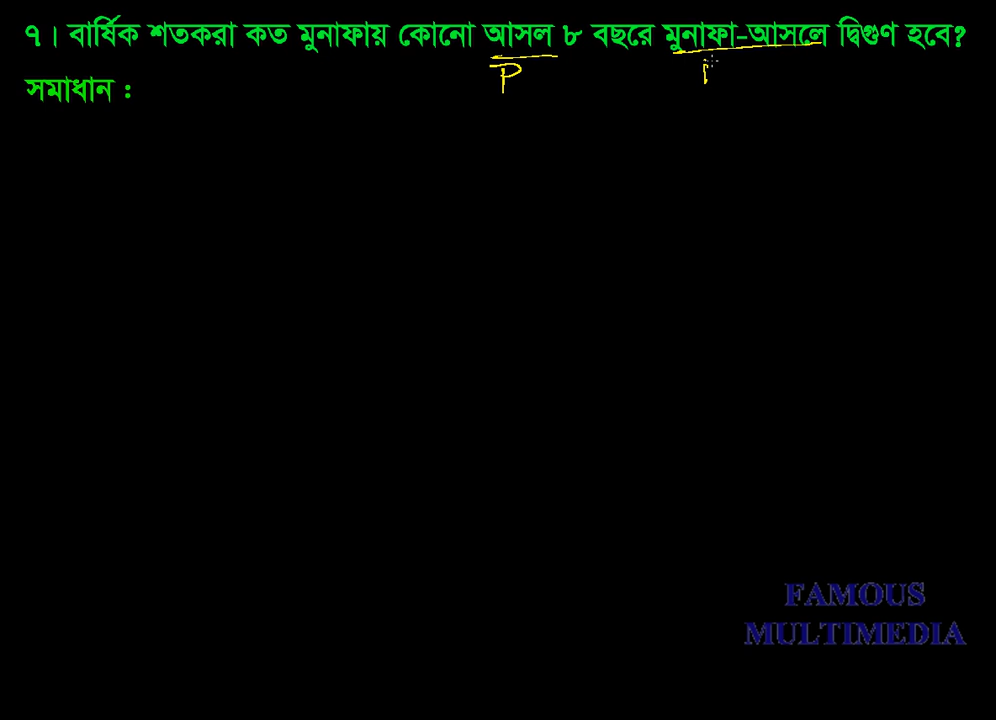 ৭। বার্ষিক শতকরা কত মুনাফায় কোনো আসল ৮ বছরে মুনাফা-আসলে দ্বিগুণ হবে?
P
সমাধান :
FAMOUS
MULTIMEDIA